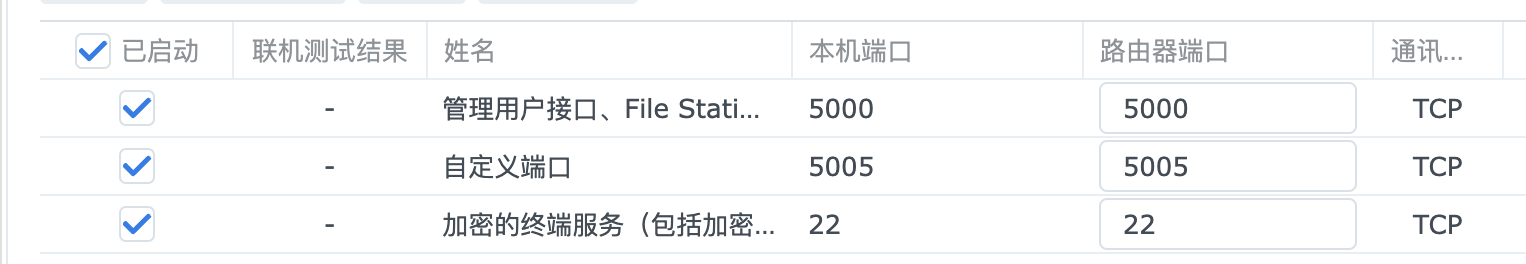 已启动 联机测试结果 姓名 本机端口 路由器端口 通讯...
- 管理用户接口、File Stati... 5000 5000 TCP
- 自定义端口 5005 5005 TCP
- 加密的终端服务（包括加密... 22 22 TCP